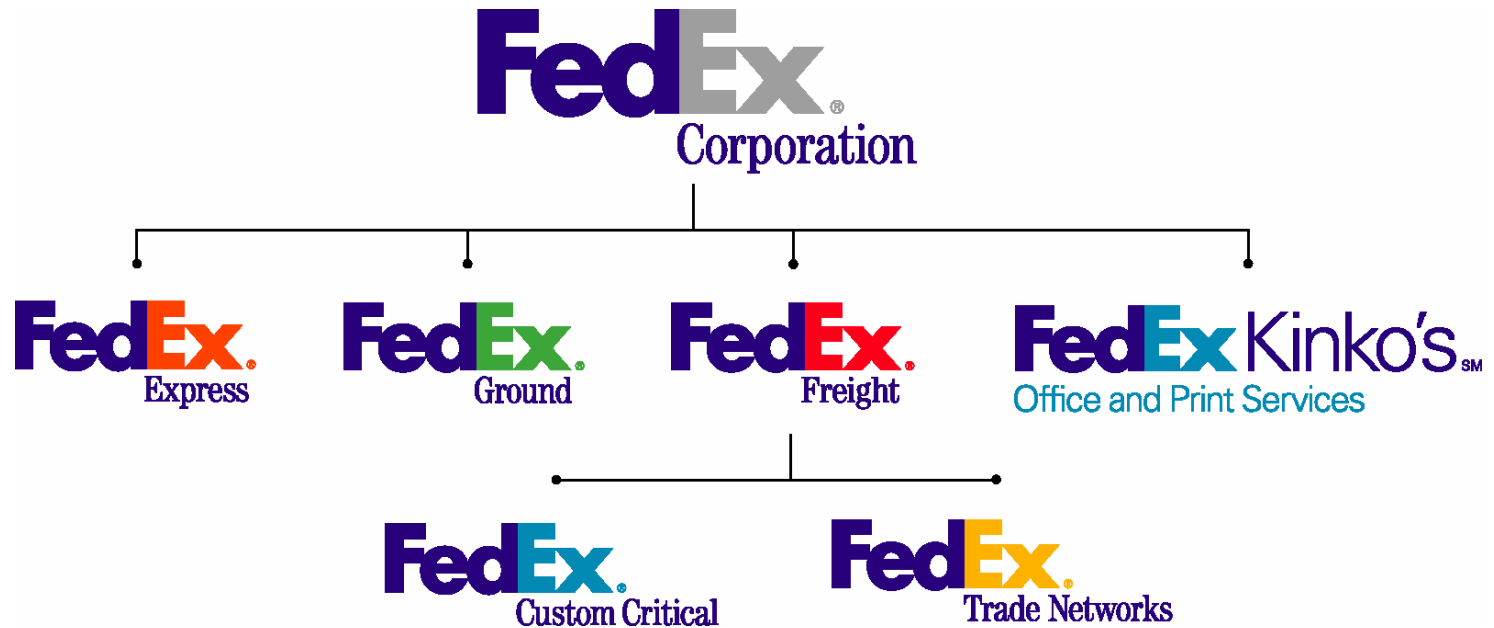 FedEx®
Corporation
FedEx®
Express
FedEx®
Ground
FedEx®
Freight
FedEx Kinko's SM
Office and Print Services
FedEx®
Custom Critical
FedEx®
Trade Networks